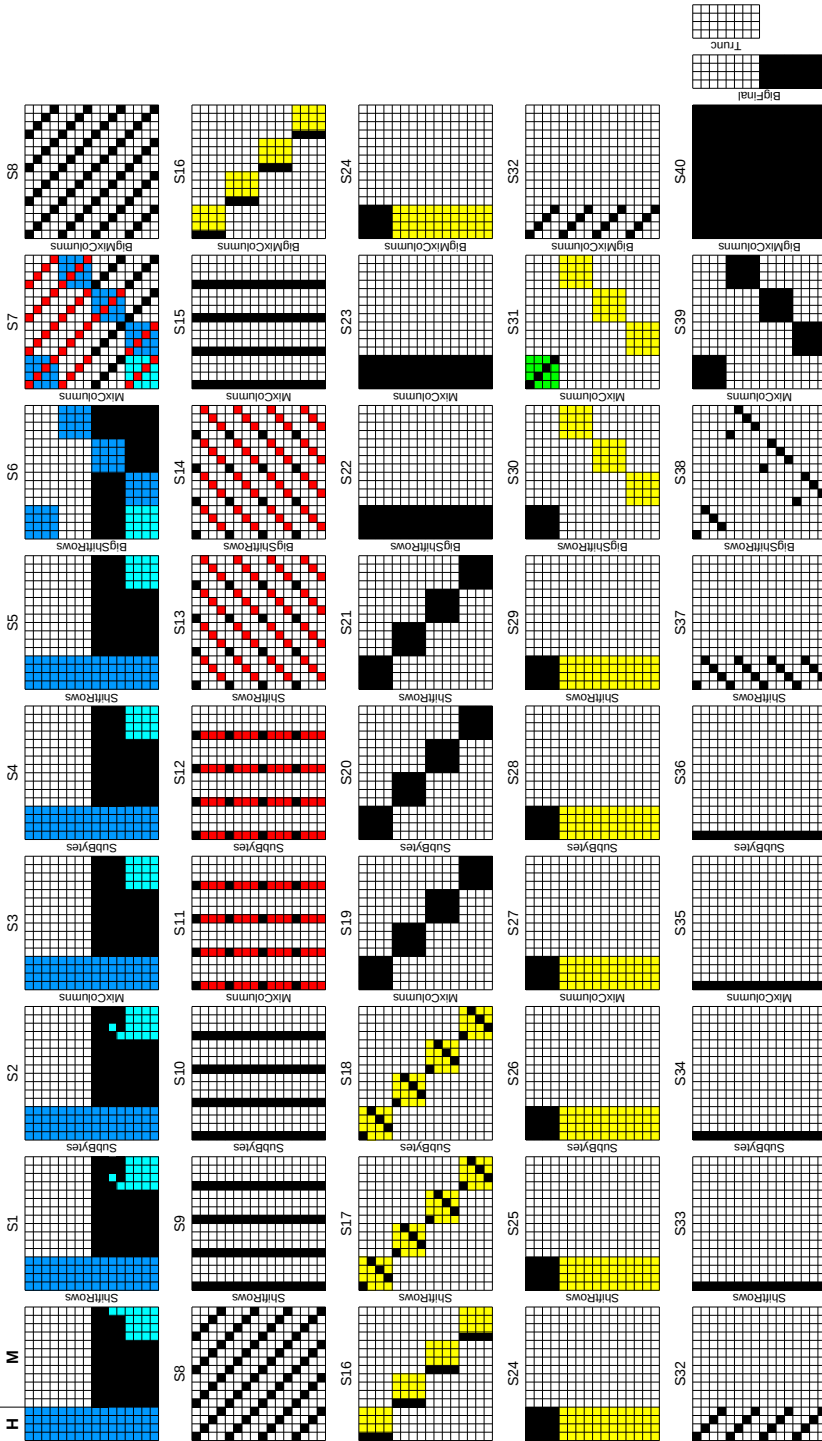 H
M
ShiftRows
S1
SubBytes
S2
MixColumns
S3
SubBytes
S4
ShiftRows
S5
BigShiftRows
S6
MixColumns
S7
BigMixColumns
S8
S8
ShiftRows
S9
SubBytes
S10
MixColumns
S11
SubBytes
S12
ShiftRows
S13
BigShiftRows
S14
MixColumns
S15
BigMixColumns
S16
S16
ShiftRows
S17
SubBytes
S18
MixColumns
S19
SubBytes
S20
ShiftRows
S21
BigShiftRows
S22
MixColumns
S23
BigMixColumns
S24
S24
ShiftRows
S25
SubBytes
S26
MixColumns
S27
SubBytes
S28
ShiftRows
S29
BigShiftRows
S30
MixColumns
S31
BigMixColumns
S32
S32
ShiftRows
S33
SubBytes
S34
MixColumns
S35
SubBytes
S36
ShiftRows
S37
BigShiftRows
S38
MixColumns
S39
BigMixColumns
S40
BigFinal
Trunc